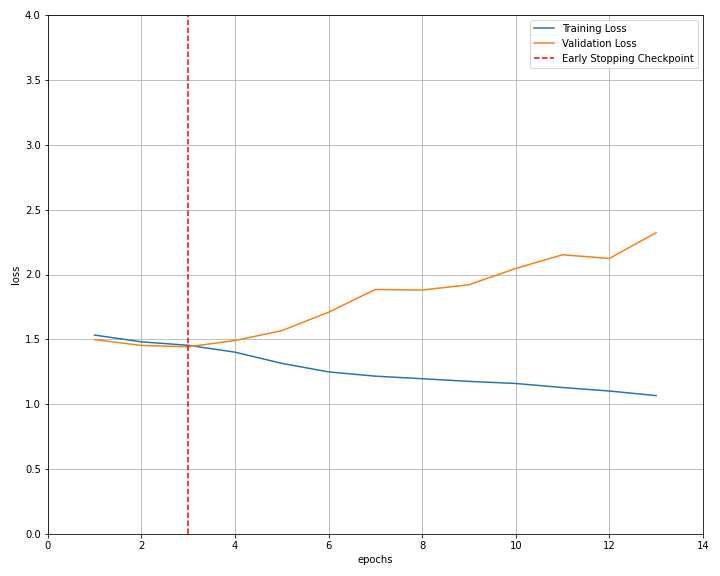 4.0
3.5
3.0
2.5
2.0
1.5
1.0
0.5
0.0
loss
Training Loss
Validation Loss
Early Stopping Checkpoint
0 2 4 6 8 10 12 14
epochs